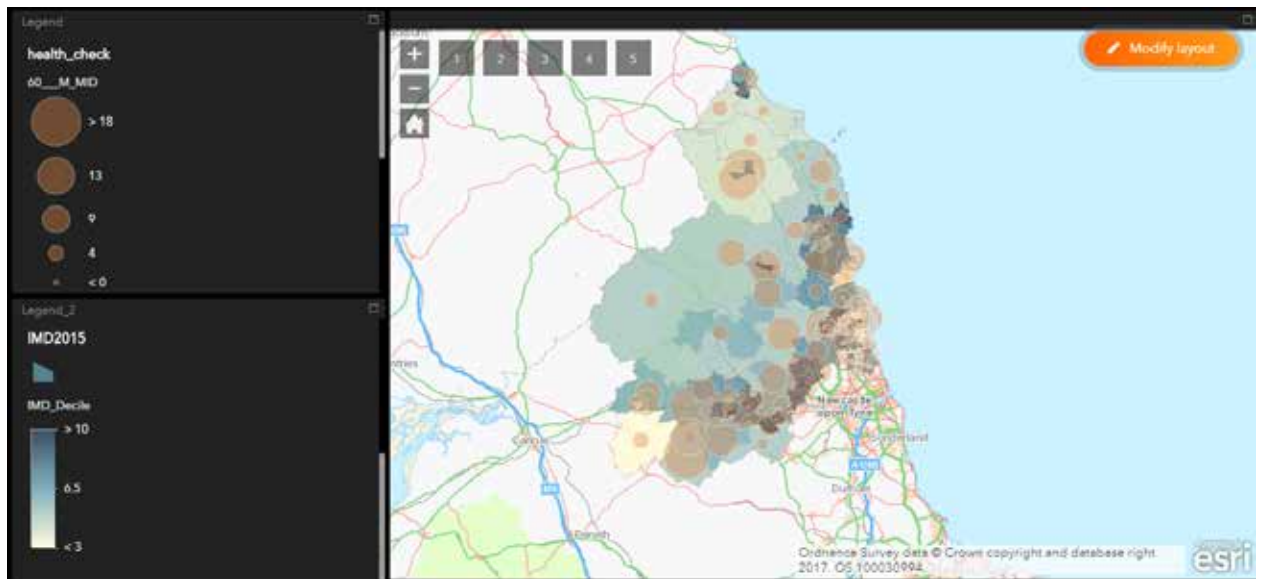 Legend
health_check
60___M_MID
> 18
13
9
4
< 0
Legend_2
IMD2015
IMD_Decile
> 10
6.5
< 3
+
1 2 3 4 5
−
Modify layout
Newcastle
upon Tyne
Sunderland
Carlisle
Durham
Penrith
Ordnance Survey data © Crown copyright and database right
2017. OS 100030994
esri